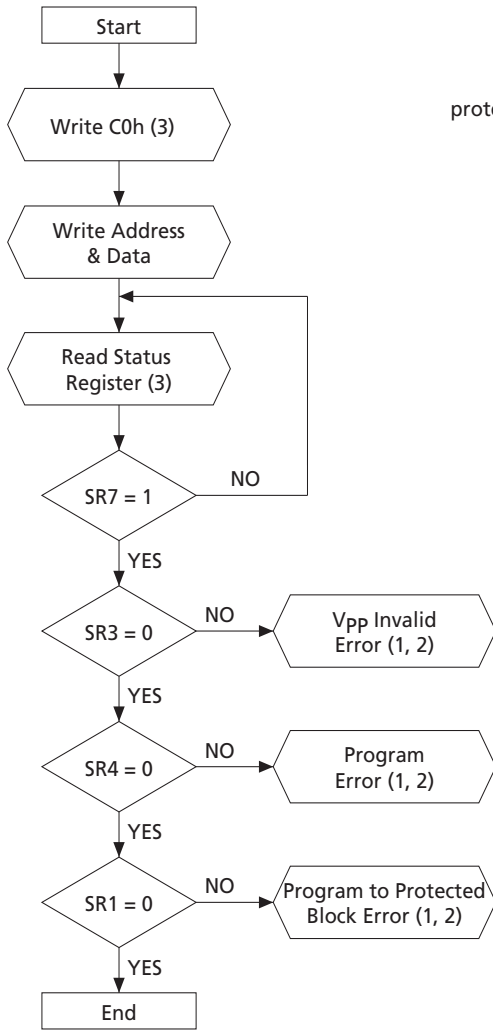 Start
Write C0h (3)
Write Address
& Data
Read Status
Register (3)
SR7 = 1
NO
YES
SR3 = 0
NO
VPP Invalid
Error (1, 2)
YES
SR4 = 0
NO
Program
Error (1, 2)
YES
SR1 = 0
NO
Program to Protected
Block Error (1, 2)
YES
End